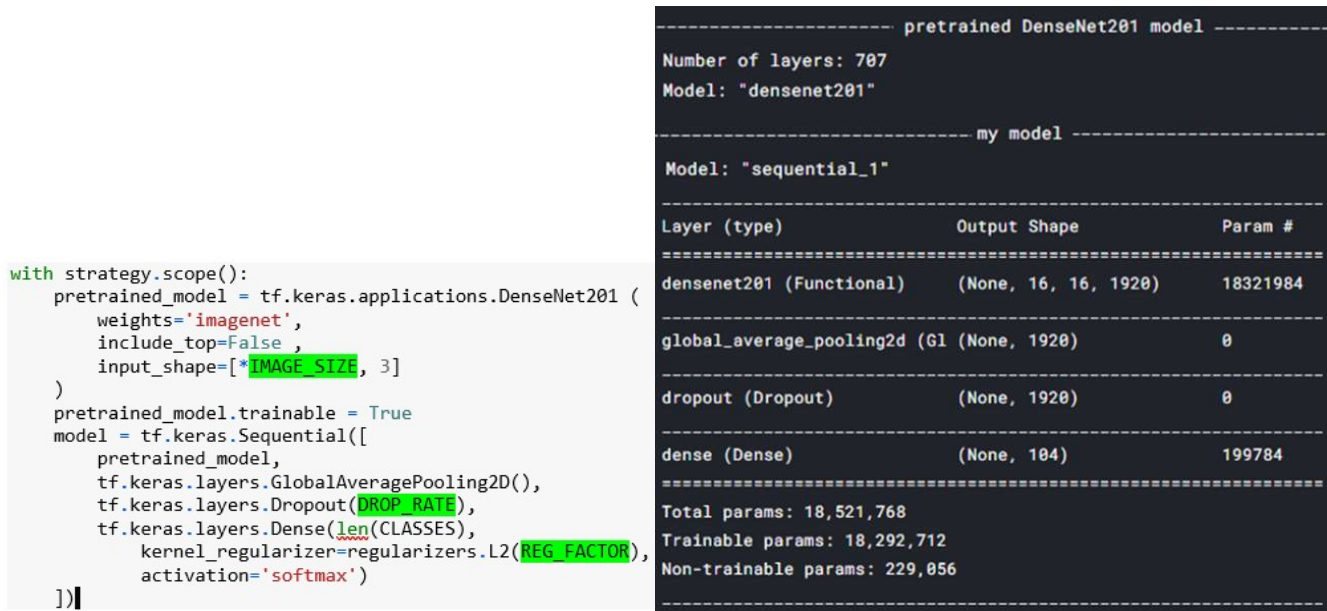 with strategy.scope():
    pretrained_model = tf.keras.applications.DenseNet201 (
        weights='imagenet',
        include_top=False ,
        input_shape=[*IMAGE_SIZE, 3]
    )
    pretrained_model.trainable = True
    model = tf.keras.Sequential([
        pretrained_model,
        tf.keras.layers.GlobalAveragePooling2D(),
        tf.keras.layers.Dropout(DROP_RATE),
        tf.keras.layers.Dense(len(CLASSES),
            kernel_regularizer=regularizers.L2(REG_FACTOR),
            activation='softmax')
    ])
pretrained DenseNet201 model
Number of layers: 707
Model: "densenet201"
my model
Model: "sequential_1"
Layer (type) Output Shape Param #
densenet201 (Functional) (None, 16, 16, 1920) 18321984
global_average_pooling2d (Gl (None, 1920) 0
dropout (Dropout) (None, 1920) 0
dense (Dense) (None, 104) 199784
Total params: 18,521,768
Trainable params: 18,292,712
Non-trainable params: 229,056